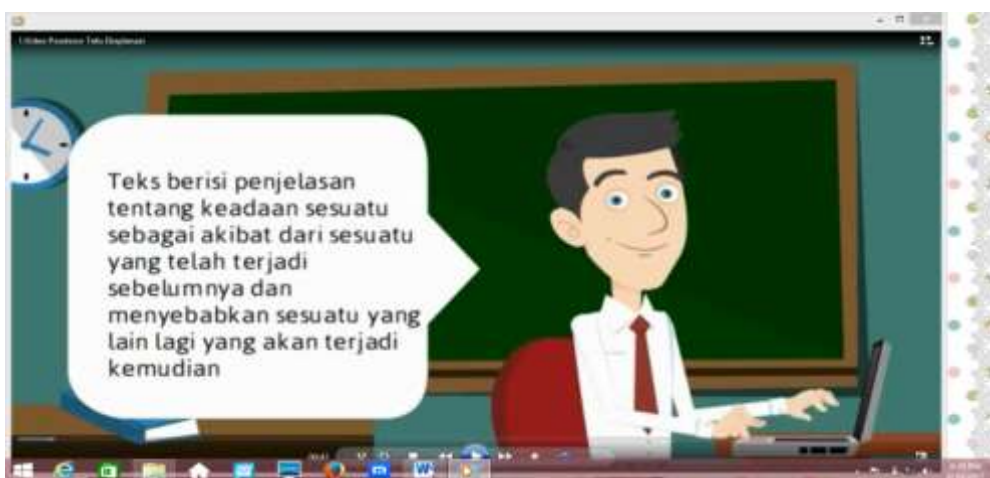 Teks berisi penjelasan
tentang keadaan sesuatu
sebagai akibat dari sesuatu
yang telah terjadi
sebelumnya dan
menyebabkan sesuatu yang
lain lagi yang akan terjadi
kemudian